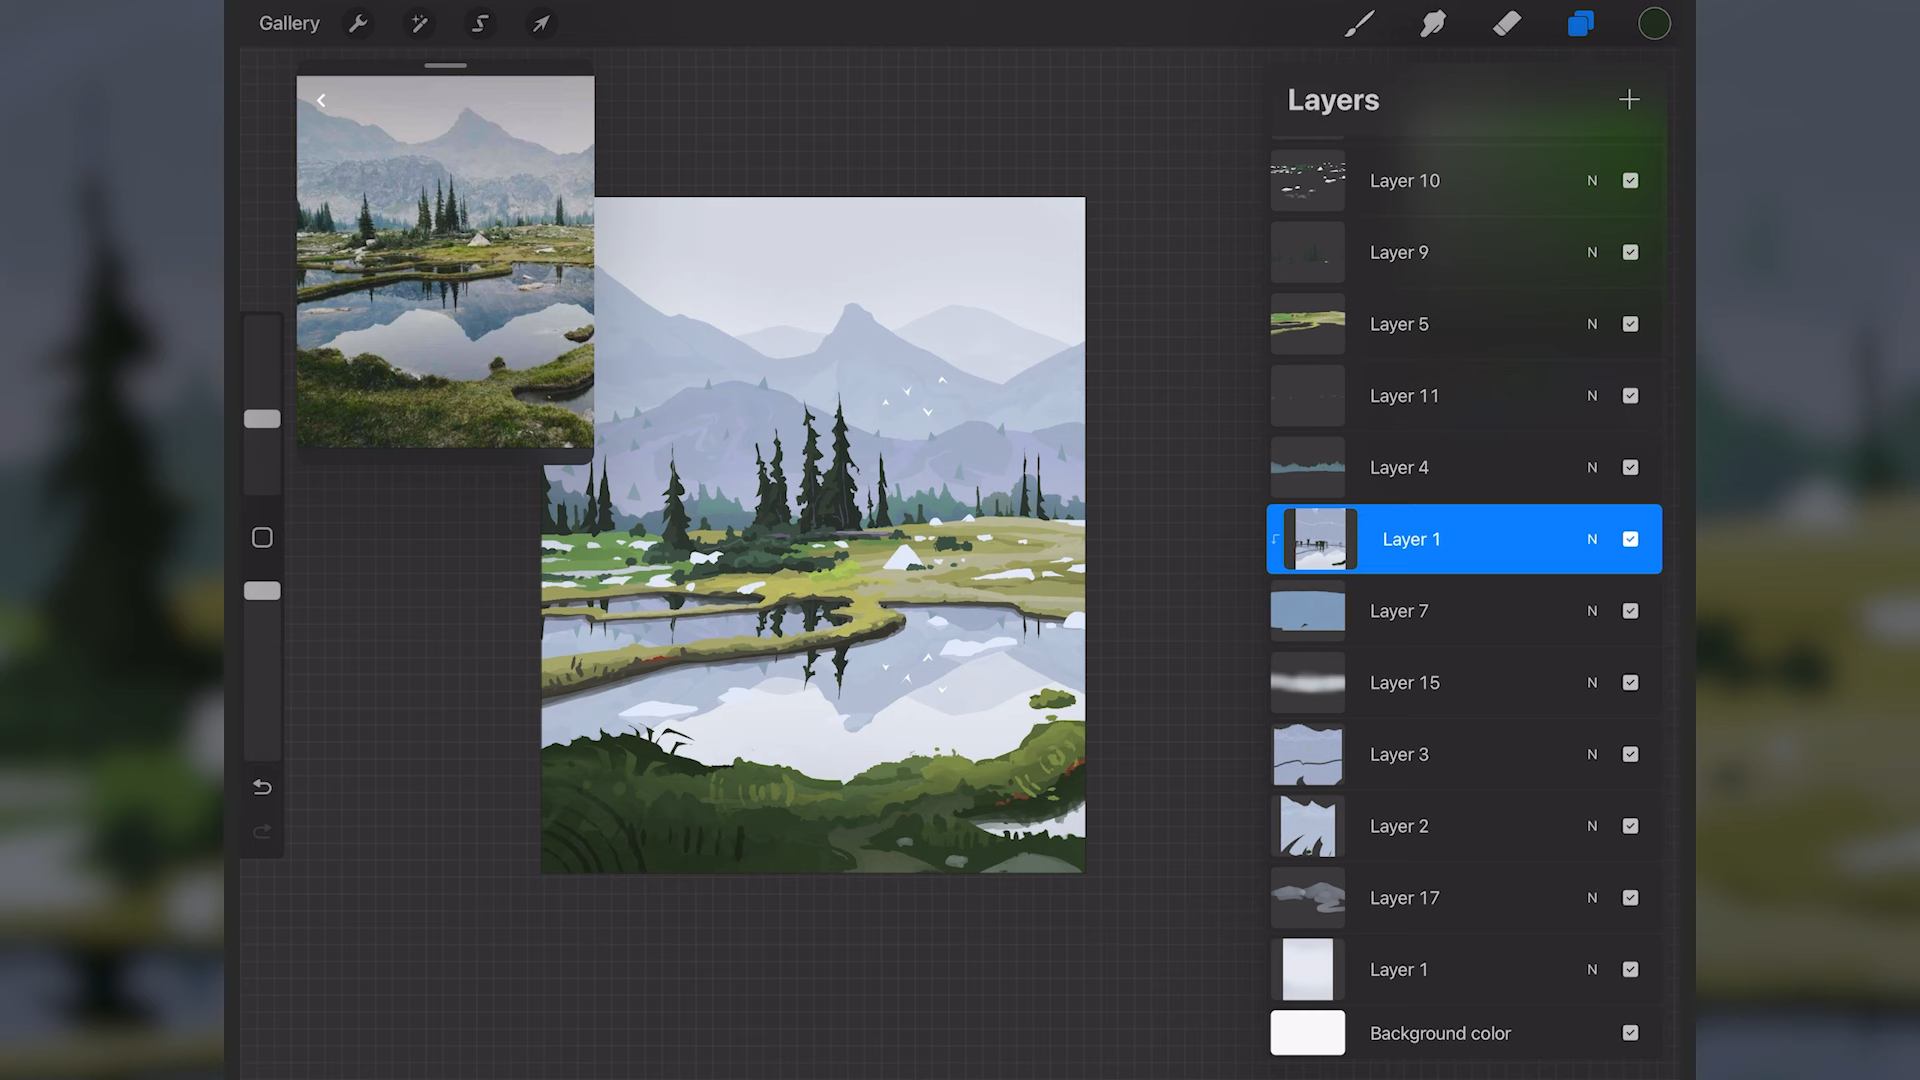 Gallery
Layers
Layer 10 N
Layer 9 N
Layer 5 N
Layer 11 N
Layer 4 N
Layer 1 N
Layer 7 N
Layer 15 N
Layer 3 N
Layer 2 N
Layer 17 N
Layer 1 N
Background color